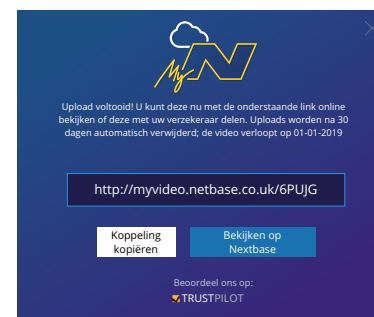 My N
Upload voltooid! U kunt deze nu met de onderstaande link online
bekijken of deze met uw verzekeraar delen. Uploads worden na 30
dagen automatisch verwijderd; de video verloopt op 01-01-2019
http://myvideo.netbase.co.uk/6PUJG
Koppeling
kopiëren
Bekijken op
Nextbase
Beoordeel ons op:
TRUSTPILOT